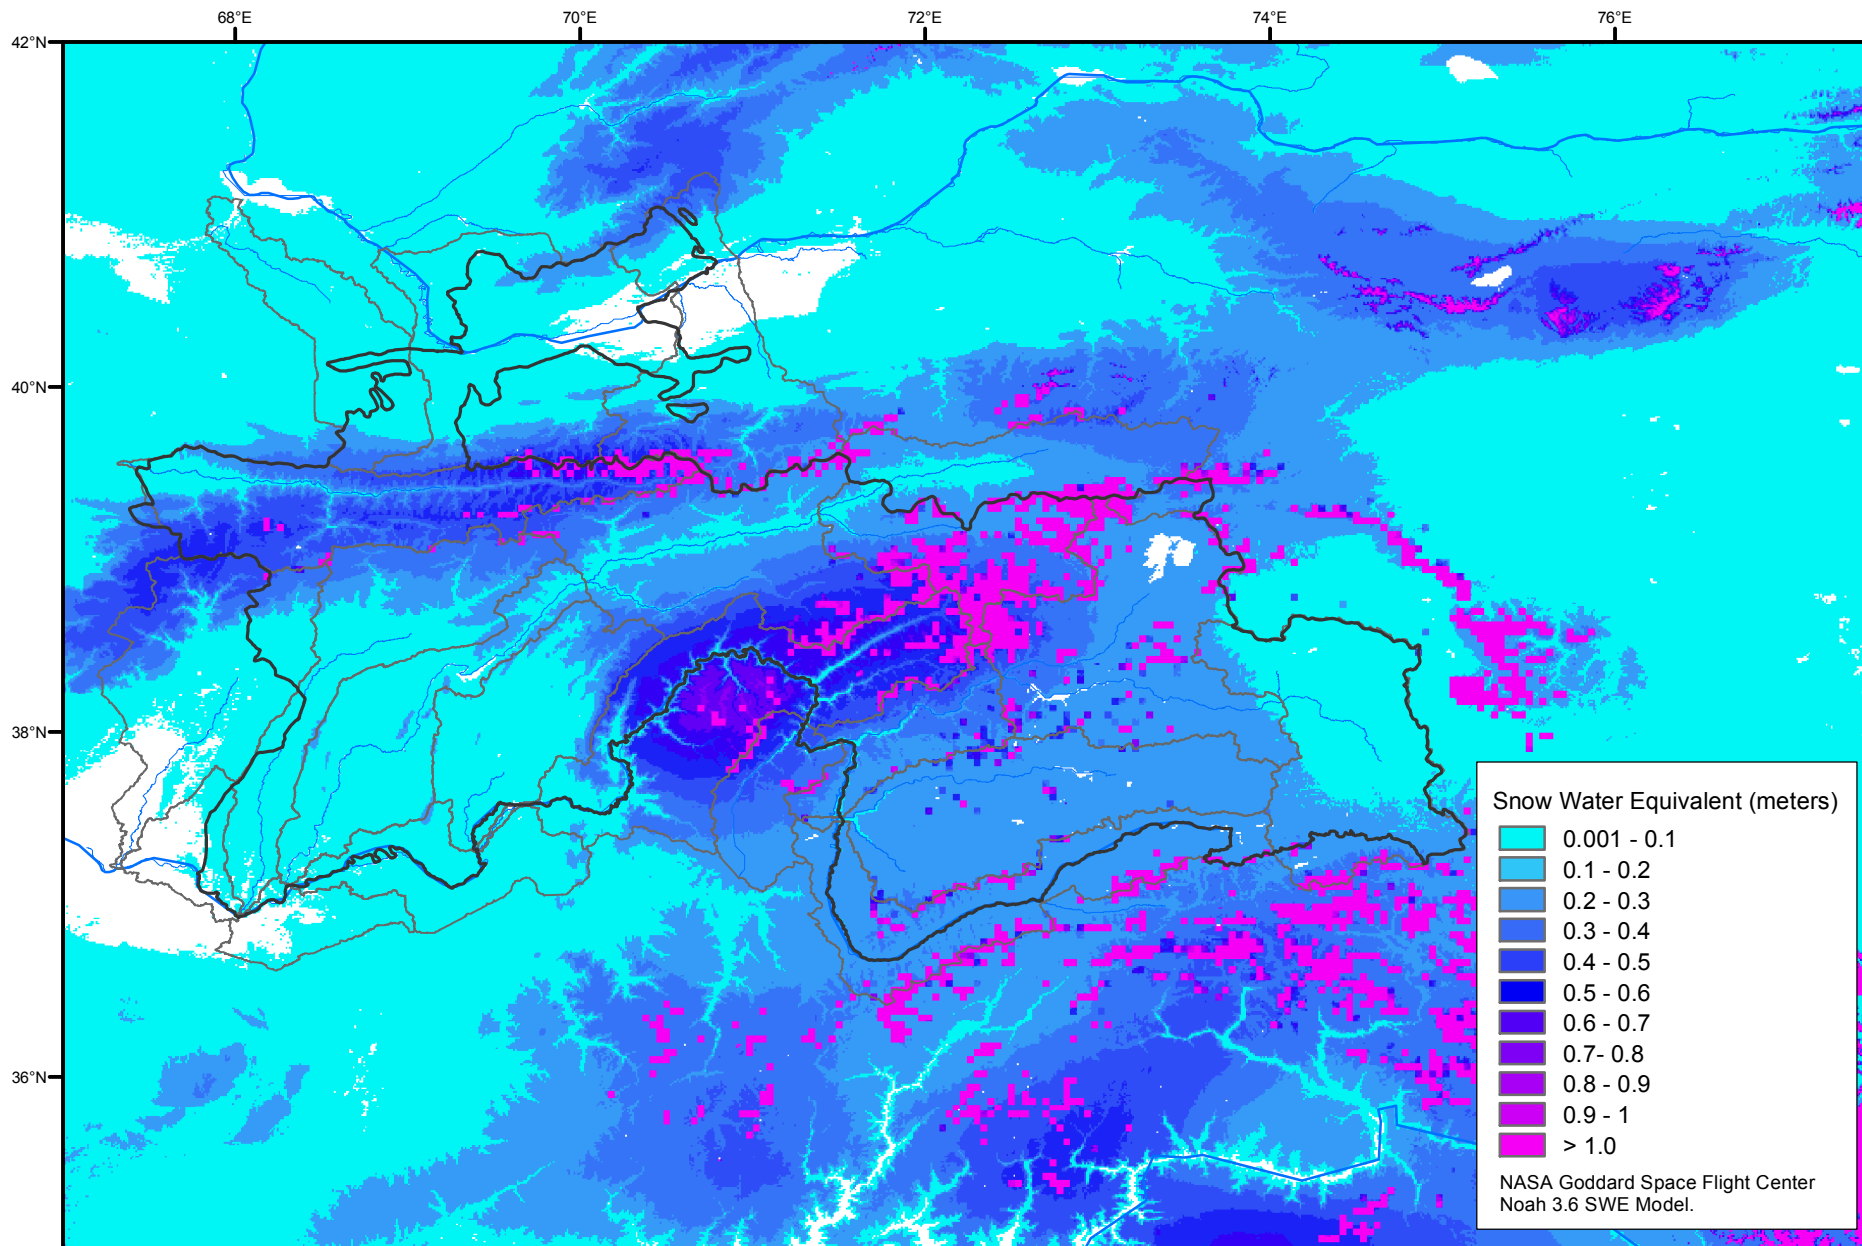 68°E 70°E 72°E 74°E 76°E
42°N
40°N
38°N
36°N
Snow Water Equivalent (meters)
0.001 - 0.1
0.1 - 0.2
0.2 - 0.3
0.3 - 0.4
0.4 - 0.5
0.5 - 0.6
0.6 - 0.7
0.7- 0.8
0.8 - 0.9
0.9 - 1
> 1.0
NASA Goddard Space Flight Center
Noah 3.6 SWE Model.